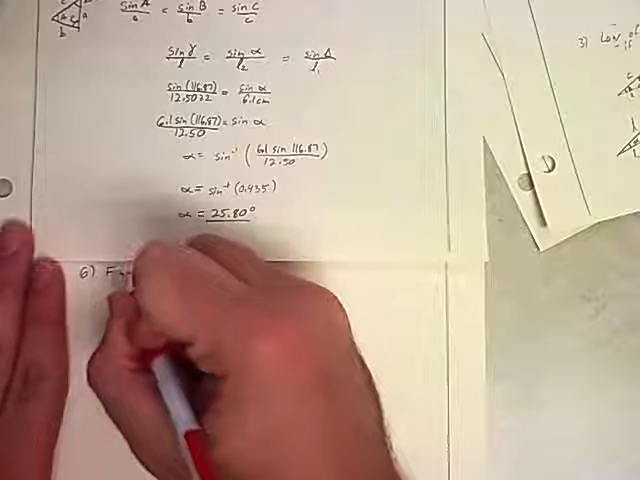 c
a
b
sin A/a = sin B/b = sin C/c
sin γ/l = sin α/l₂ = sin Δ/l₁
sin(116.87)/12.5022 = sin α/6.1cm
6.1 sin(116.87)/12.50 = sin α
α = sin⁻¹ (6.1 sin 116.87/12.50)
α = sin⁻¹ (0.435)
α = 25.80°
6) F
3) Law of